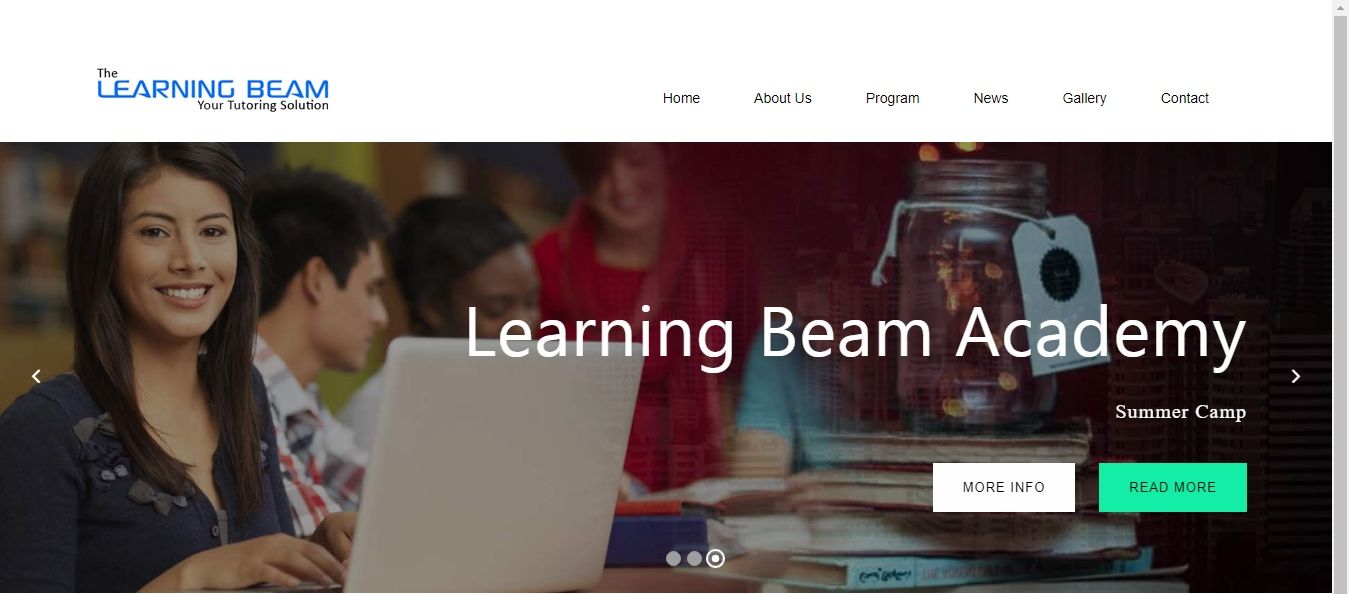 The
LEARNING BEAM
Your Tutoring Solution
Home About Us Program News Gallery Contact
Learning Beam Academy
Summer Camp
MORE INFO READ MORE